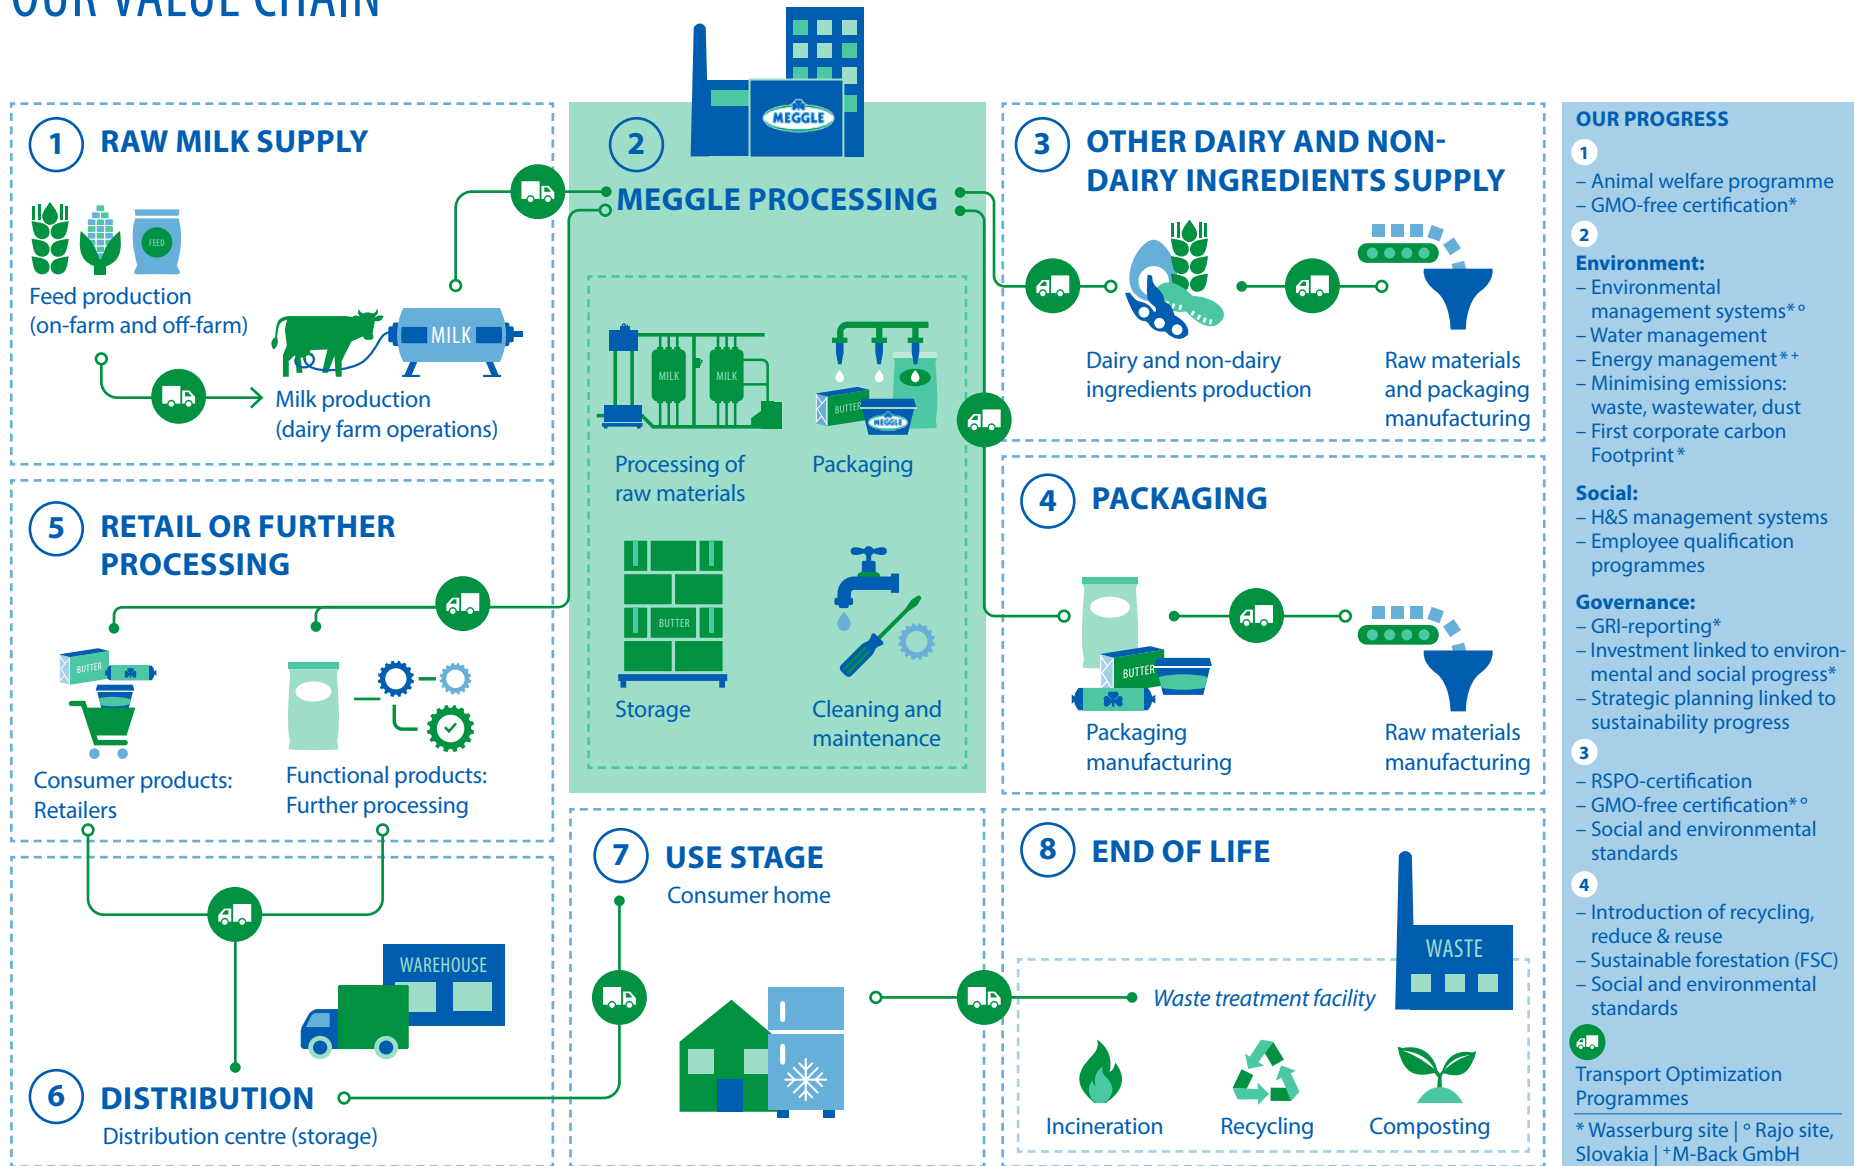 OUR VALUE CHAIN
MEGGLE
1
RAW MILK SUPPLY
FEED
Feed production
(on-farm and off-farm)
MILK
Milk production
(dairy farm operations)
2
MEGGLE PROCESSING
MILK
MILK
BUTTER
MEGGLE
Processing of
raw materials
Packaging
BUTTER
Storage
Cleaning and
maintenance
3
OTHER DAIRY AND NON-
DAIRY INGREDIENTS SUPPLY
Dairy and non-dairy
ingredients production
Raw materials
and packaging
manufacturing
4
PACKAGING
BUTTER
Packaging
manufacturing
Raw materials
manufacturing
5
RETAIL OR FURTHER
PROCESSING
BUTTER
Consumer products:
Retailers
Functional products:
Further processing
WAREHOUSE
6
DISTRIBUTION
Distribution centre (storage)
7
USE STAGE
Consumer home
8
END OF LIFE
WASTE
Waste treatment facility
Incineration
Recycling
Composting
OUR PROGRESS
1
– Animal welfare programme
– GMO-free certification*
2
Environment:
– Environmental
management systems*°
– Water management
– Energy management*+
– Minimising emissions:
waste, wastewater, dust
– First corporate carbon
Footprint*
Social:
– H&S management systems
– Employee qualification
programmes
Governance:
– GRI-reporting*
– Investment linked to environ-
mental and social progress*
– Strategic planning linked to
sustainability progress
3
– RSPO-certification
– GMO-free certification*°
– Social and environmental
standards
4
– Introduction of recycling,
reduce & reuse
– Sustainable forestation (FSC)
– Social and environmental
standards
Transport Optimization
Programmes
* Wasserburg site | ° Rajo site,
Slovakia | +M-Back GmbH